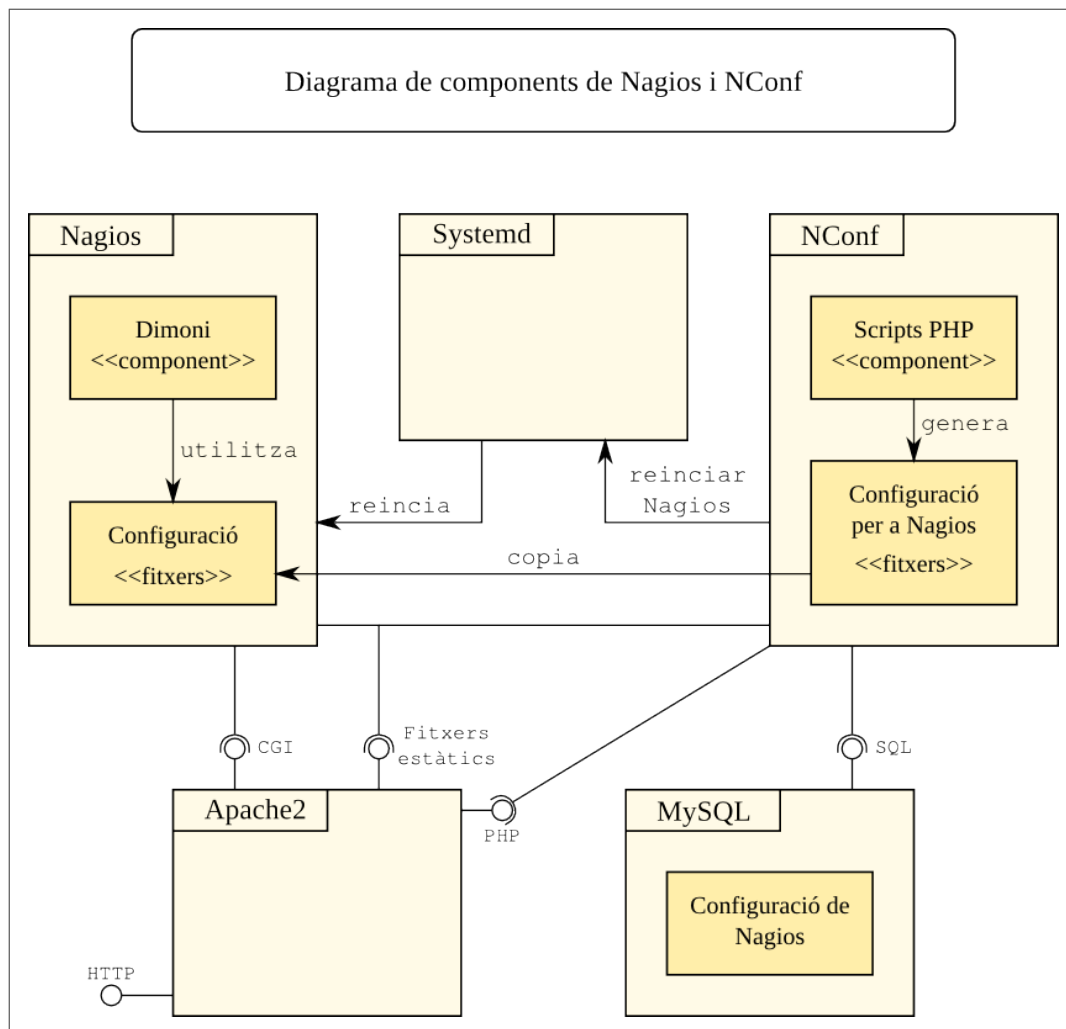 Diagrama de components de Nagios i NConf
Nagios
Systemd
NConf
Dimoni
<<component>>
Scripts PHP
<<component>>
utilitza
genera
reinciar
Nagios
reincia
Configuració
<<fitxers>>
Configuració
per a Nagios
<<fitxers>>
copia
CGI
Fitxers
estàtics
SQL
Apache2
PHP
MySQL
Configuració de
Nagios
HTTP